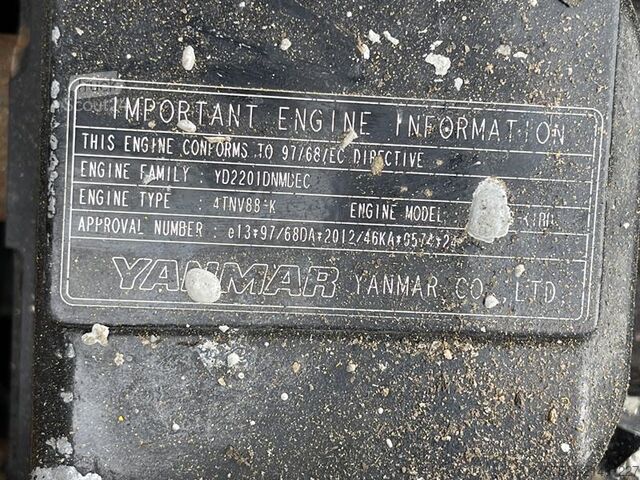 IMPORTANT ENGINE INFORMATION
THIS ENGINE CONFORMS TO 97/68/EC DIRECTIVE
ENGINE FAMILY : YD2201DNMDEC
ENGINE TYPE : 4TNV88-K ENGINE MODEL
APPROVAL NUMBER : e13*97/68DA*2012/46KA*0574*
YANMAR YANMAR CO.,LTD